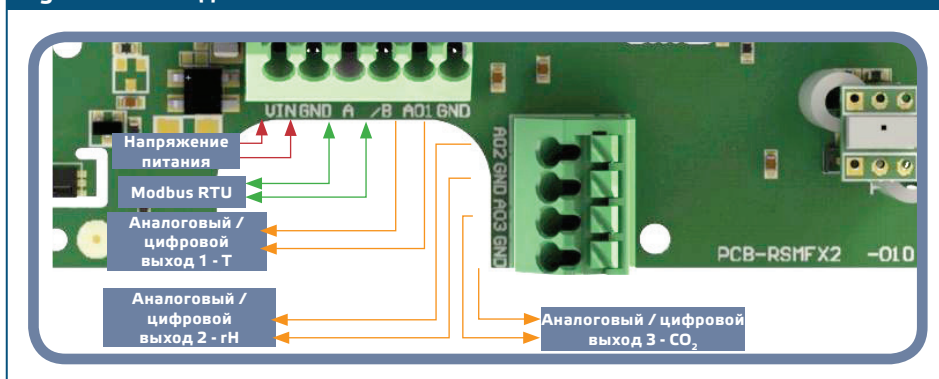 VIN GND A /B AO1 GND
Напряжение
питания
Modbus RTU
Аналоговый /
цифровой
выход 1 - T
Аналоговый /
цифровой
выход 2 - rH
AO2 GND AO3 GND
PCB-RSMFX2 -010
Аналоговый / цифровой
выход 3 - CO₂